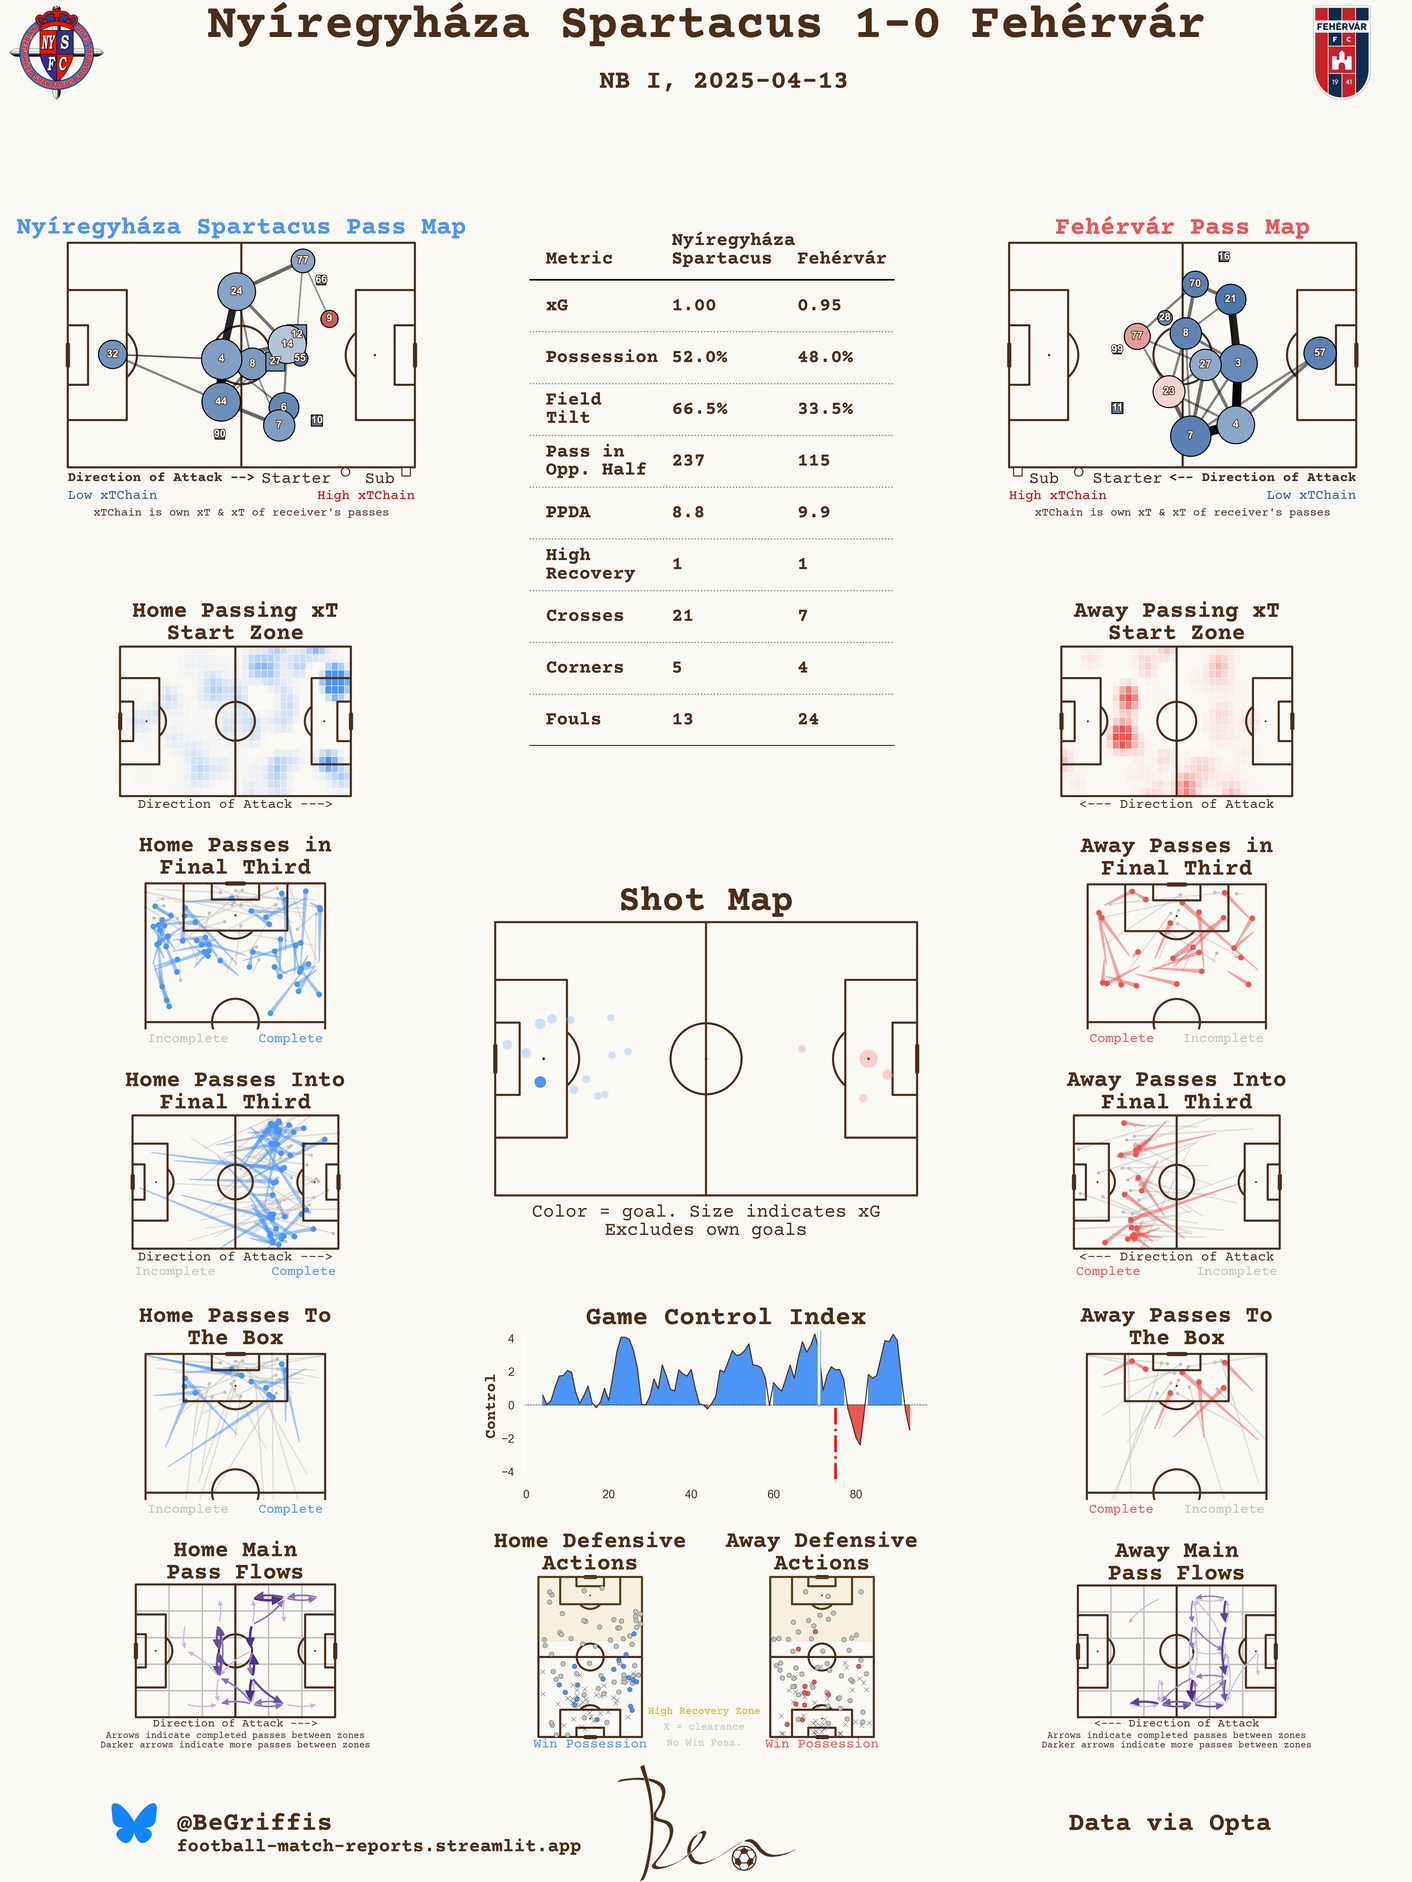 Nyíregyháza Spartacus 1-0 Fehérvár
NB I, 2025-04-13
NY S
F C
FEHÉRVÁR
F C
19 41
Nyíregyháza Spartacus Pass Map
77
66
24
9
12
14
32
4
8
27
55
44
6
7
10
90
Direction of Attack --> Starter Sub
Low xTChain High xTChain
xTChain is own xT & xT of receiver's passes
Metric Nyíregyháza Spartacus Fehérvár
xG 1.00 0.95
Possession 52.0% 48.0%
Field Tilt 66.5% 33.5%
Pass in Opp. Half 237 115
PPDA 8.8 9.9
High Recovery 1 1
Crosses 21 7
Corners 5 4
Fouls 13 24
Fehérvár Pass Map
16
70
21
28
8
77
99
27
3
57
23
11
7
4
Sub Starter <-- Direction of Attack
High xTChain Low xTChain
xTChain is own xT & xT of receiver's passes
Home Passing xT
Start Zone
Direction of Attack --->
Away Passing xT
Start Zone
<--- Direction of Attack
Home Passes in
Final Third
Incomplete Complete
Away Passes in
Final Third
Complete Incomplete
Shot Map
Color = goal. Size indicates xG
Excludes own goals
Home Passes Into
Final Third
Direction of Attack --->
Incomplete Complete
Away Passes Into
Final Third
<--- Direction of Attack
Complete Incomplete
Home Passes To
The Box
Incomplete Complete
Game Control Index
Control
4
2
0
−2
−4
0 20 40 60 80
Away Passes To
The Box
Complete Incomplete
Home Main
Pass Flows
Direction of Attack --->
Arrows indicate completed passes between zones
Darker arrows indicate more passes between zones
Home Defensive
Actions
Win Possession
Away Defensive
Actions
Win Possession
High Recovery Zone
X = clearance
No Win Poss.
Away Main
Pass Flows
<--- Direction of Attack
Arrows indicate completed passes between zones
Darker arrows indicate more passes between zones
@BeGriffis
football-match-reports.streamlit.app
Ben
Data via Opta